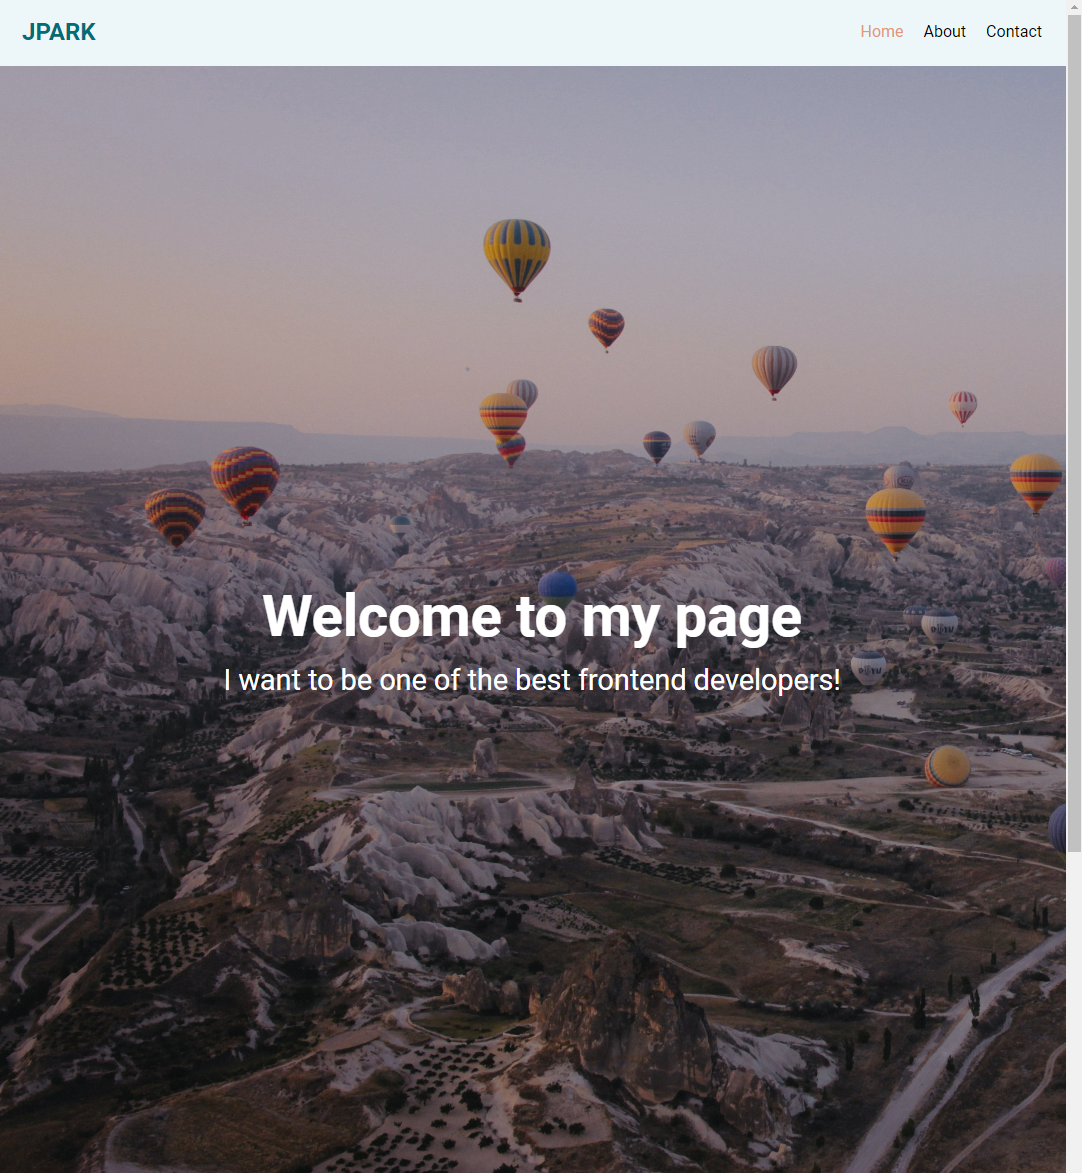 JPARK
Home About Contact
Welcome to my page
I want to be one of the best frontend developers!